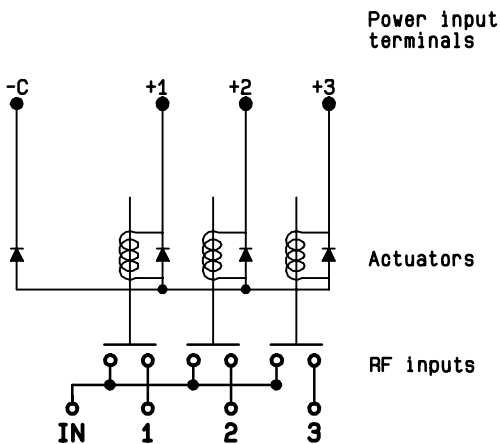 Power input
terminals
-C +1 +2 +3
Actuators
RF inputs
IN 1 2 3